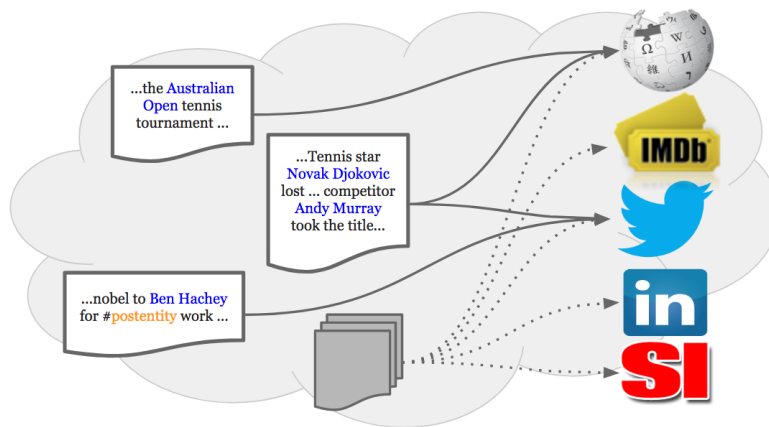 ...the Australian
Open tennis
tournament ...
...Tennis star
Novak Djokovic
lost ... competitor
Andy Murray
took the title...
...nobel to Ben Hachey
for #postentity work ...
Ω
W
И
維
IMDb
in
SI